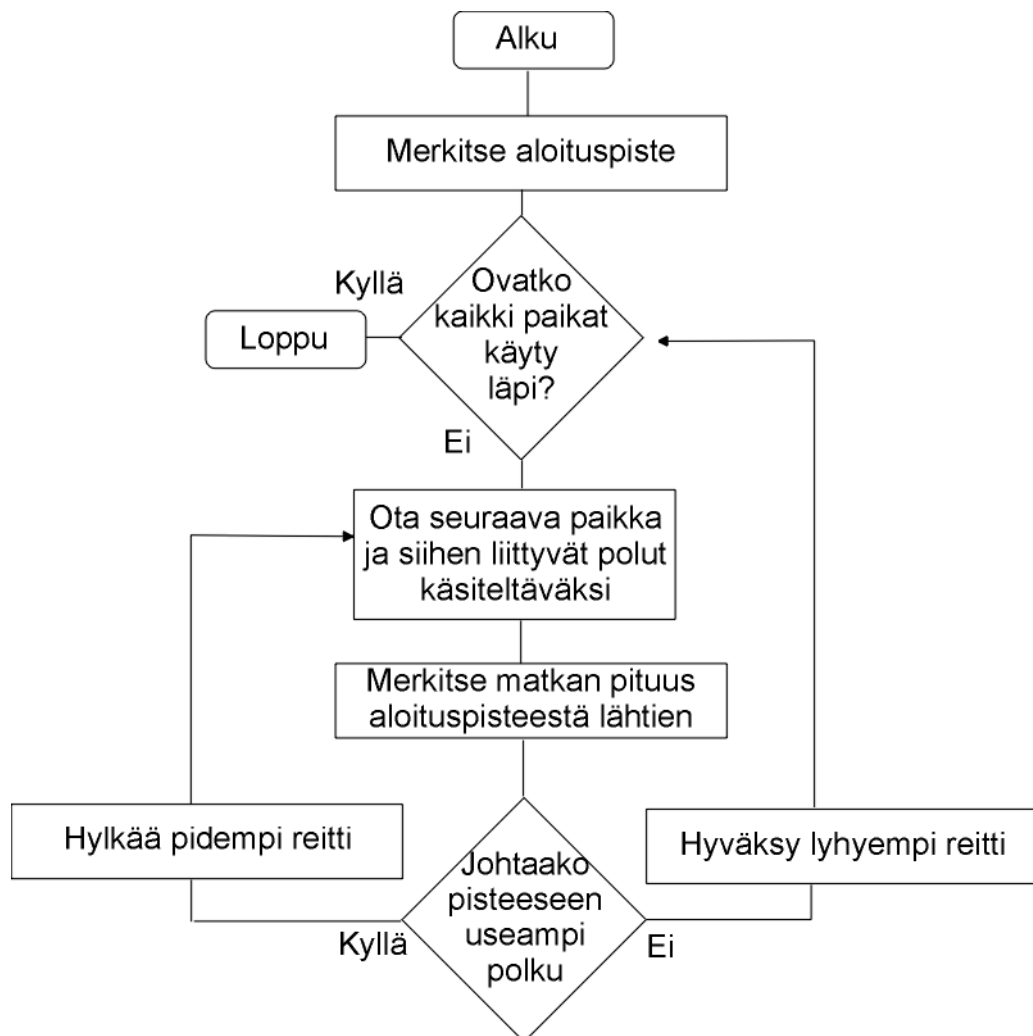 Alku
Merkitse aloituspiste
Kyllä
Ovatko
kaikki paikat
käyty
läpi?
Loppu
Ei
Ota seuraava paikka
ja siihen liittyvät polut
käsiteltäväksi
Merkitse matkan pituus
aloituspisteestä lähtien
Hylkää pidempi reitti
Hyväksy lyhyempi reitti
Johtaako
pisteeseen
useampi
polku
Kyllä
Ei